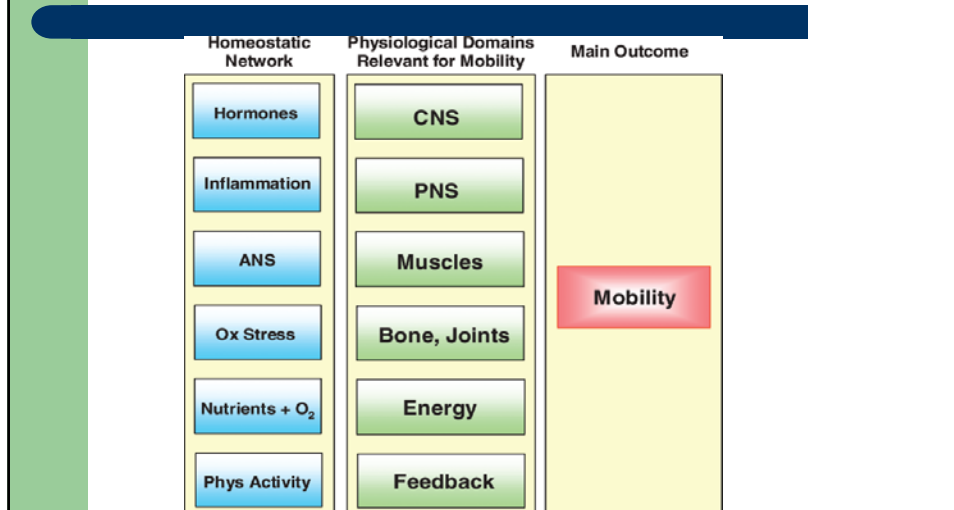 Homeostatic
Network
Physiological Domains
Relevant for Mobility
Main Outcome
Hormones
Inflammation
ANS
Ox Stress
Nutrients + O₂
Phys Activity
CNS
PNS
Muscles
Bone, Joints
Energy
Feedback
Mobility